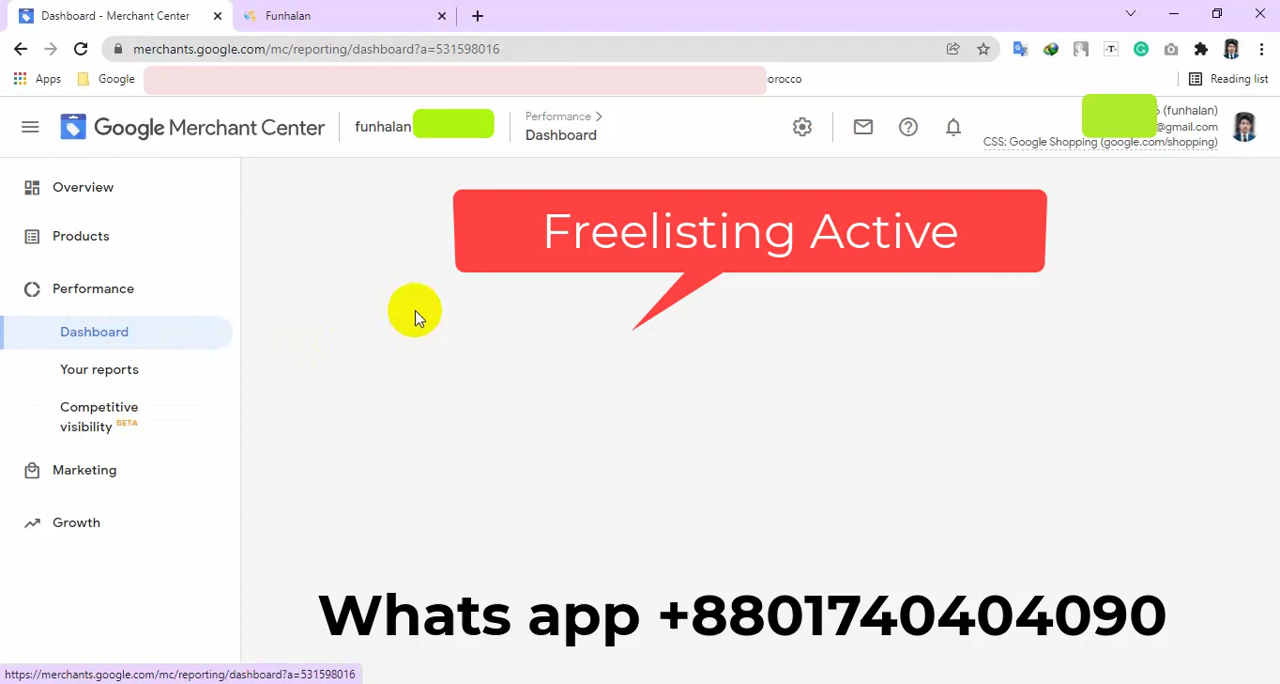 Dashboard - Merchant Center
Funhalan
merchants.google.com/mc/reporting/dashboard?a=531598016
Apps
Google
orocco
Reading list
Google Merchant Center
funhalan
Performance
Dashboard
(funhalan)
@gmail.com
CSS: Google Shopping (google.com/shopping)
Overview
Products
Performance
Dashboard
Your reports
Competitive
visibility BETA
Marketing
Growth
Freelisting Active
Whats app +8801740404090
https://merchants.google.com/mc/reporting/dashboard?a=531598016